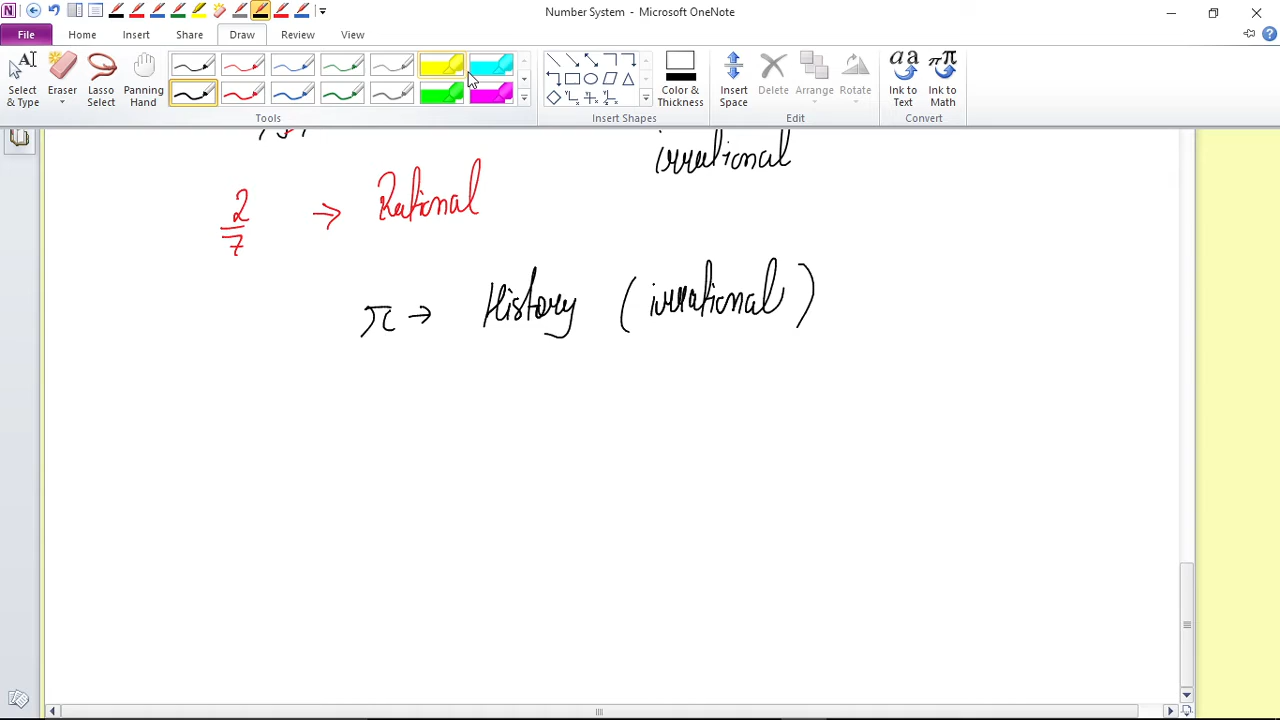 Number System - Microsoft OneNote
File Home Insert Share Draw Review View
Select & Type
Eraser
Lasso Select
Panning Hand
Color & Thickness
Insert Space
Delete
Arrange
Rotate
Ink to Text
Ink to Math
Tools
Insert Shapes
Edit
Convert
irrational
2/7 → Rational
π → History (irrational)